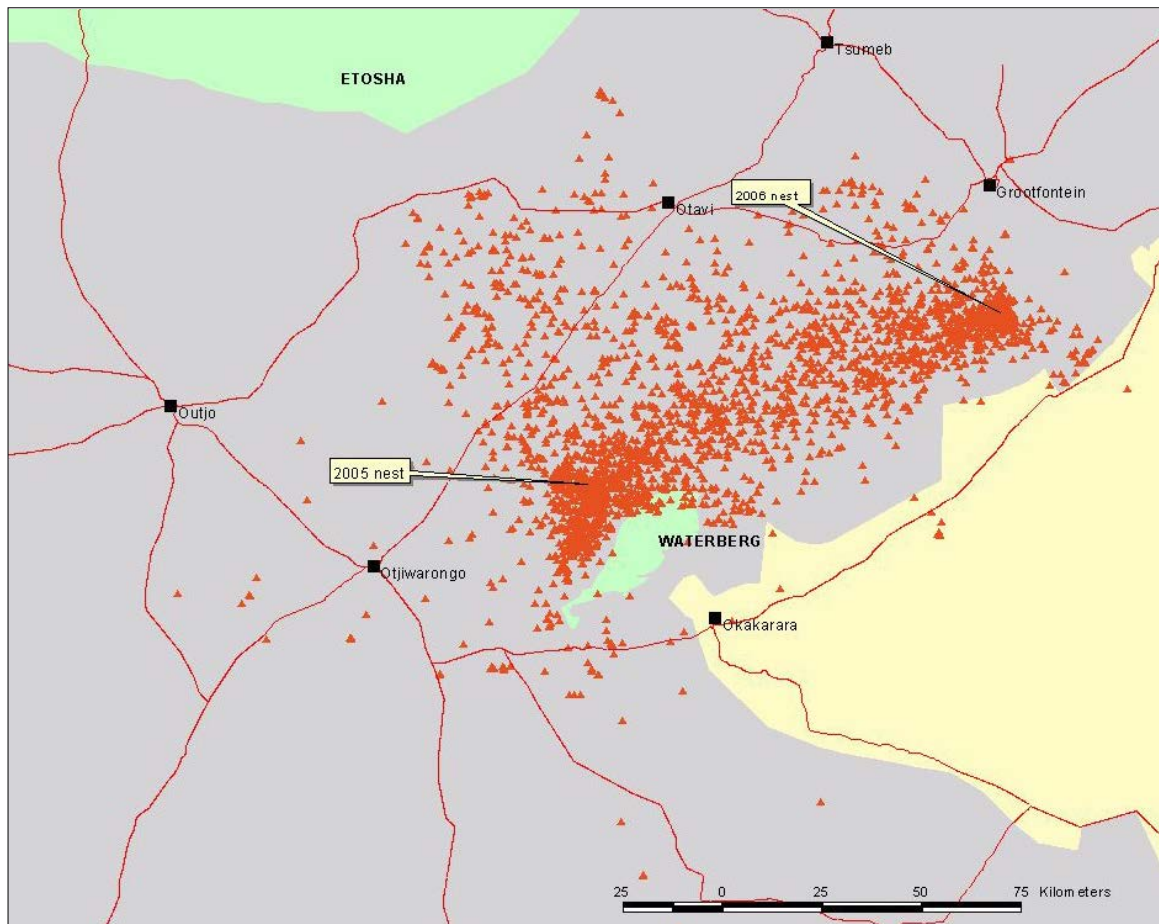 Tsumeb
ETOSHA
Grootfontein
2006 nest
Otavi
Outjo
2005 nest
WATERBERG
Otjiwarongo
Okakarara
25 0 25 50 75 Kilometers